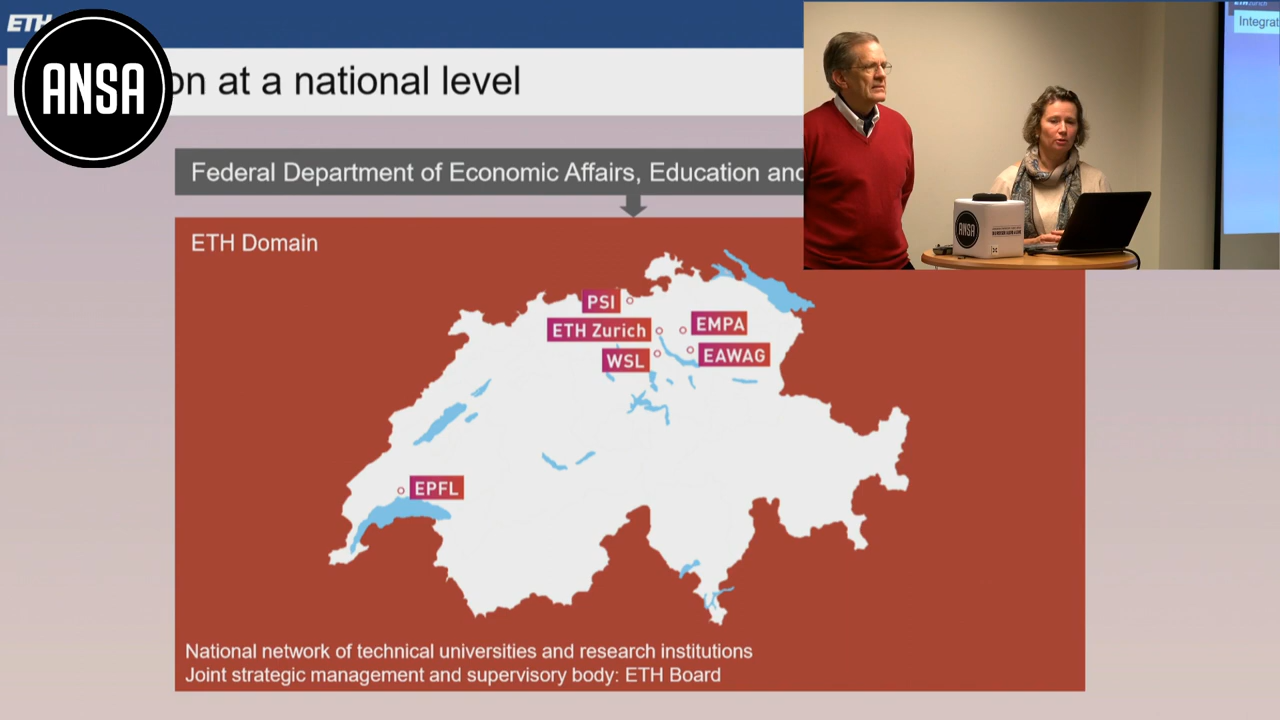 ETH
ANSA
on at a national level
Federal Department of Economic Affairs, Education and
ETH Domain
PSI
ETH Zurich
EMPA
WSL
EAWAG
EPFL
National network of technical universities and research institutions
Joint strategic management and supervisory body: ETH Board
Integrat
ANSA